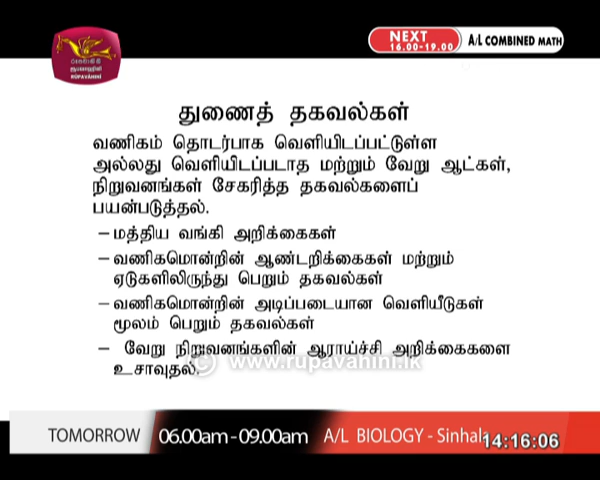 NEXT
16.00-19.00 A/L COMBINED MATH
RUPAVAHINI
துணைத் தகவல்கள்
வணிகம் தொடர்பாக வெளியிடப்பட்டுள்ள
அல்லது வெளியிடப்படாத மற்றும் வேறு ஆட்கள்,
நிறுவனங்கள் சேகரித்த தகவல்களைப்
பயன்படுத்தல்.
– மத்திய வங்கி அறிக்கைகள்
– வணிகமொன்றின் ஆண்டறிக்கைகள் மற்றும்
ஏடுகளிலிருந்து பெறும் தகவல்கள்
– வணிகமொன்றின் அடிப்படையான வெளியீடுகள்
மூலம் பெறும் தகவல்கள்
– வேறு நிறுவனங்களின் ஆராய்ச்சி அறிக்கைகளை
உசாவுதல்.
© www.rupavahini.lk
TOMORROW 06.00am - 09.00am A/L BIOLOGY - Sinhala 14:16:06